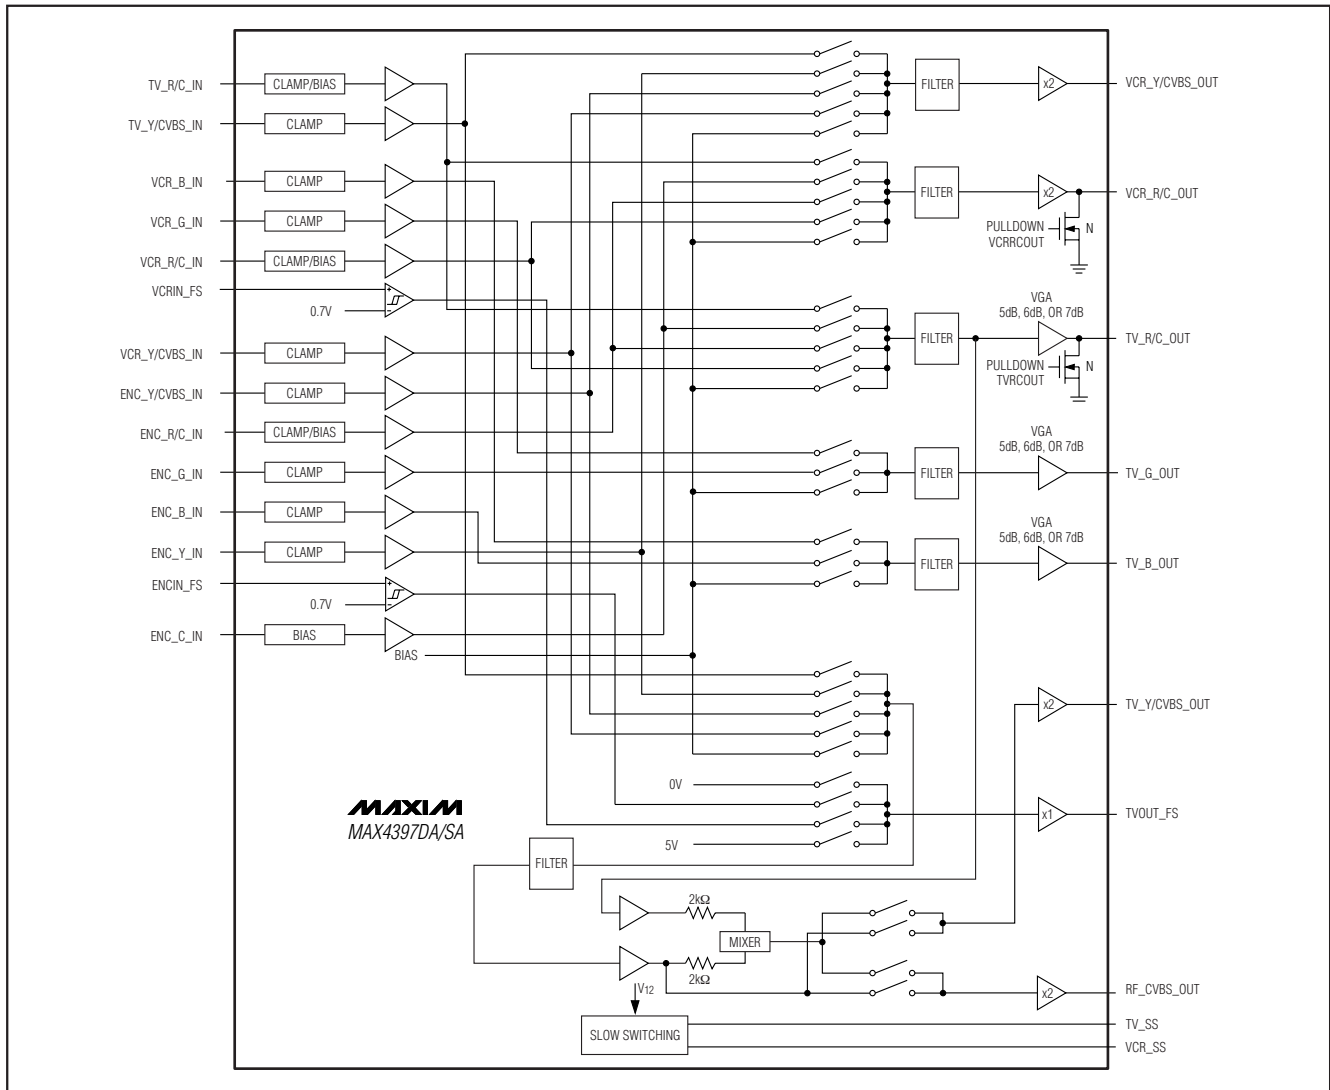 TV_R/C_IN
CLAMP/BIAS
FILTER
x2
VCR_Y/CVBS_OUT
TV_Y/CVBS_IN
CLAMP
VCR_B_IN
CLAMP
FILTER
x2
VCR_R/C_OUT
VCR_G_IN
CLAMP
PULLDOWN
VCRRCOUT
N
VCR_R/C_IN
CLAMP/BIAS
VCRIN_FS
+
0.7V
−
VGA
5dB, 6dB, OR 7dB
FILTER
TV_R/C_OUT
VCR_Y/CVBS_IN
CLAMP
PULLDOWN
TVRCOUT
N
ENC_Y/CVBS_IN
CLAMP
ENC_R/C_IN
CLAMP/BIAS
VGA
5dB, 6dB, OR 7dB
ENC_G_IN
CLAMP
FILTER
TV_G_OUT
ENC_B_IN
CLAMP
VGA
5dB, 6dB, OR 7dB
ENC_Y_IN
CLAMP
FILTER
TV_B_OUT
ENCIN_FS
+
0.7V
−
ENC_C_IN
BIAS
BIAS
x2
TV_Y/CVBS_OUT
0V
MAXIM
MAX4397DA/SA
x1
TVOUT_FS
5V
FILTER
2kΩ
MIXER
2kΩ
V12
x2
RF_CVBS_OUT
SLOW SWITCHING
TV_SS
VCR_SS